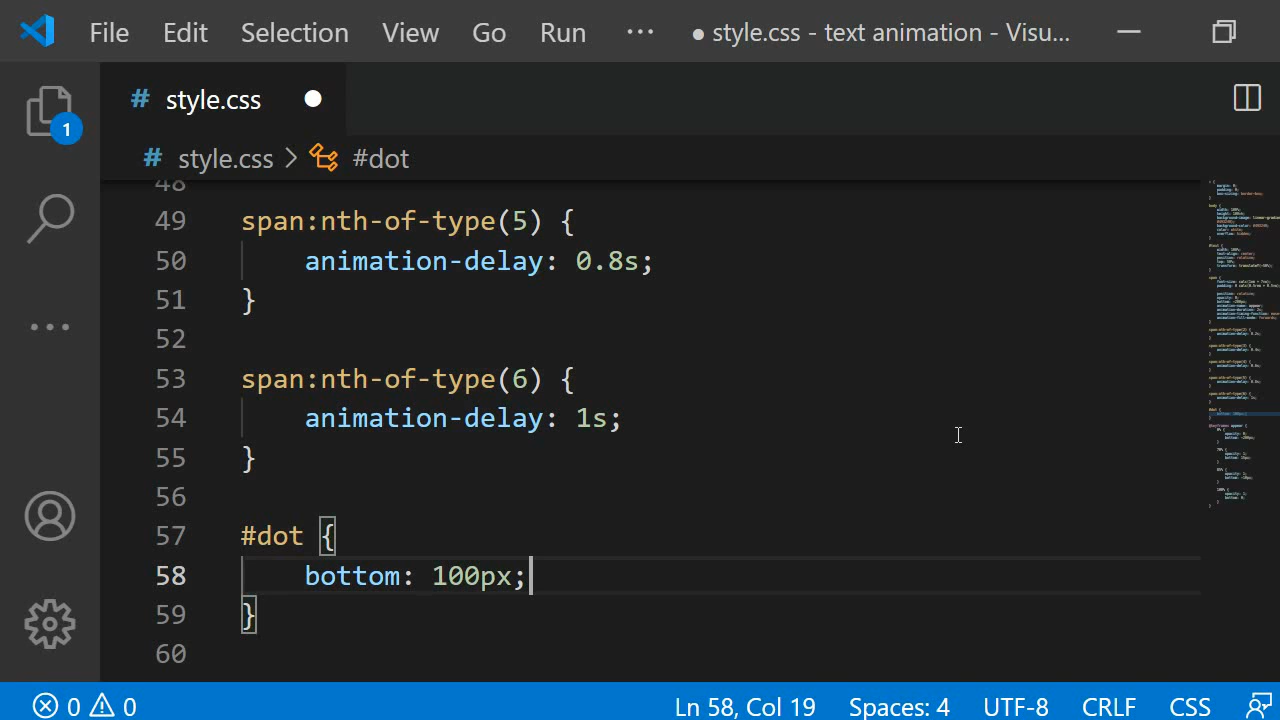 File Edit Selection View Go Run ··· ● style.css - text animation - Visu...
# style.css ●
1
# style.css > #dot
48
49 span:nth-of-type(5) {
50 animation-delay: 0.8s;
51 }
52
53 span:nth-of-type(6) {
54 animation-delay: 1s;
55 }
56
57 #dot {
58 bottom: 100px;
59 }
60
0 0 Ln 58, Col 19 Spaces: 4 UTF-8 CRLF CSS